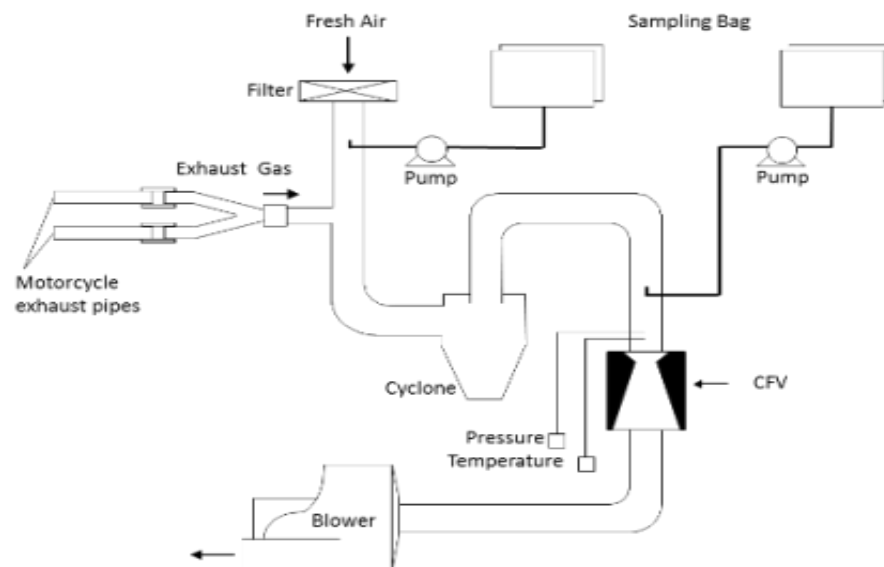 Fresh Air
Sampling Bag
Filter
Exhaust Gas
Pump
Pump
Motorcycle
exhaust pipes
Cyclone
CFV
Pressure
Temperature
Blower